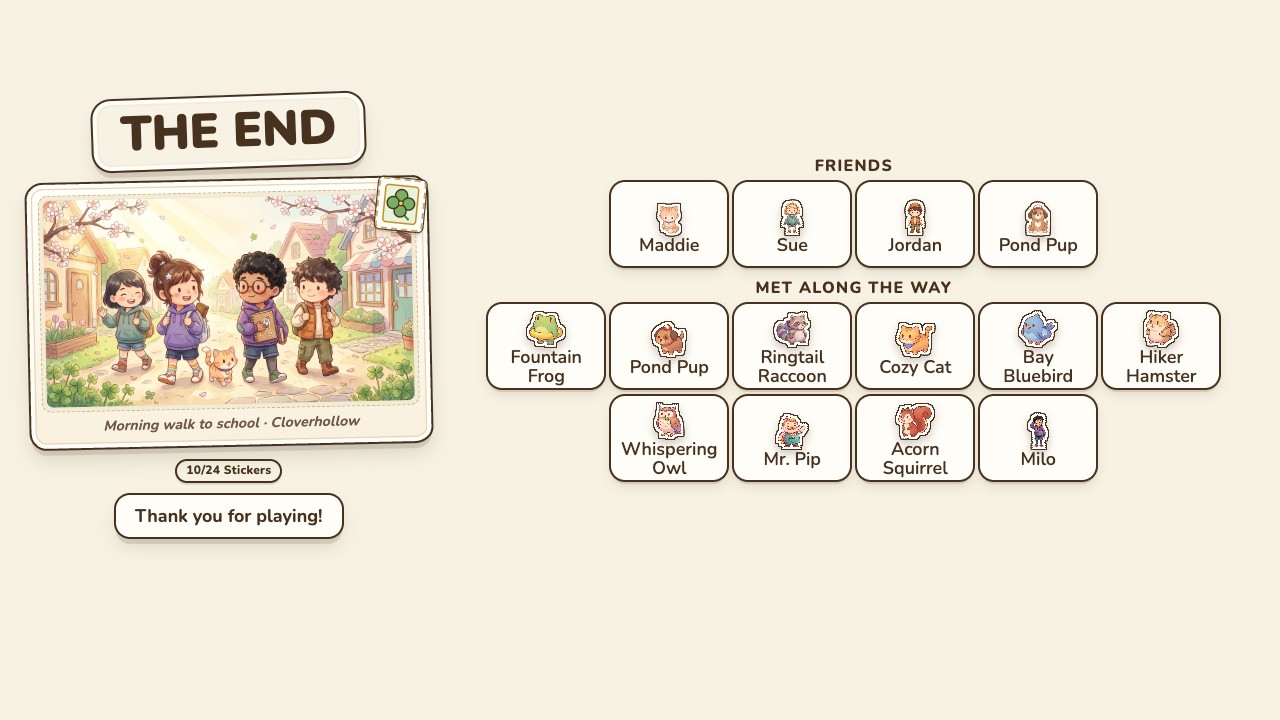 THE END
Morning walk to school · Cloverhollow
10/24 Stickers
Thank you for playing!
FRIENDS
Maddie
Sue
Jordan
Pond Pup
MET ALONG THE WAY
Fountain
Frog
Pond Pup
Ringtail
Raccoon
Cozy Cat
Bay
Bluebird
Hiker
Hamster
Whispering
Owl
Mr. Pip
Acorn
Squirrel
Milo